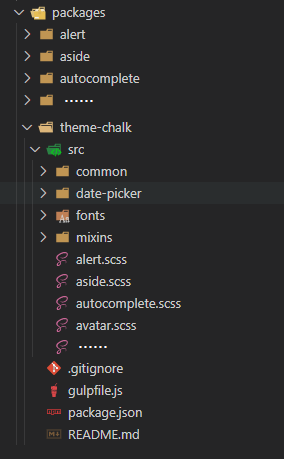 packages
alert
aside
autocomplete
......
theme-chalk
src
common
date-picker
fonts
mixins
alert.scss
aside.scss
autocomplete.scss
avatar.scss
......
.gitignore
gulpfile.js
package.json
README.md